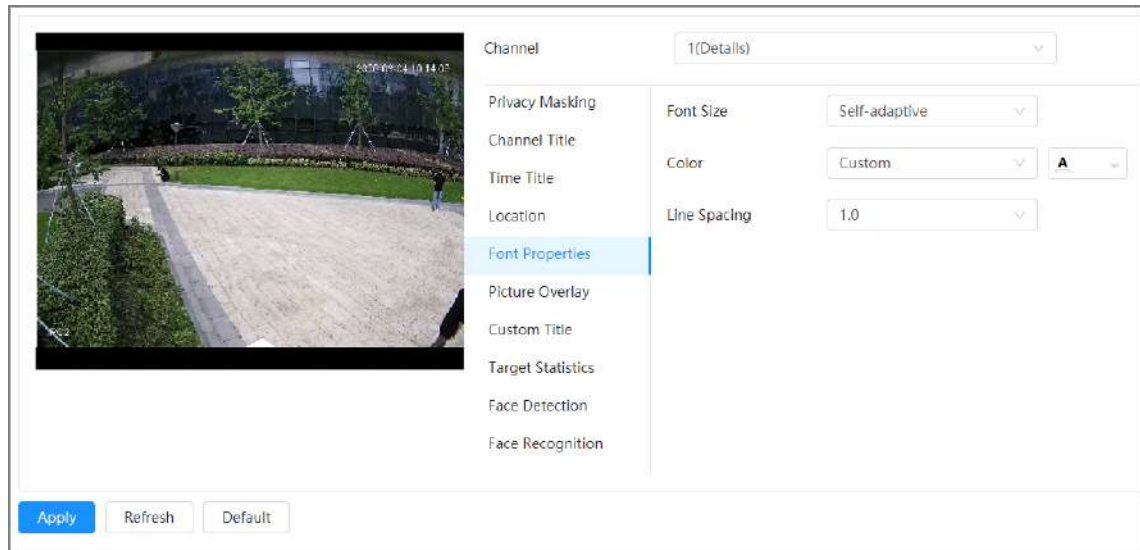 Channel
1(Details)
Privacy Masking
Channel Title
Time Title
Location
Font Properties
Picture Overlay
Custom Title
Target Statistics
Face Detection
Face Recognition
Font Size
Self-adaptive
Color
Custom
A
Line Spacing
1.0
Apply
Refresh
Default